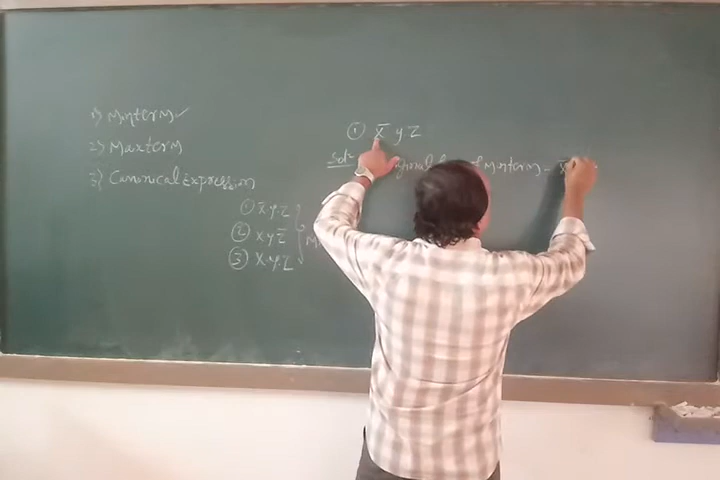 1) Minterm ✓
2) Maxterm
3) Canonical Expression
① x̄ y z
② x y z̄
③ x. y. z
① x̄ y. z
Sol: Minterm = x̄